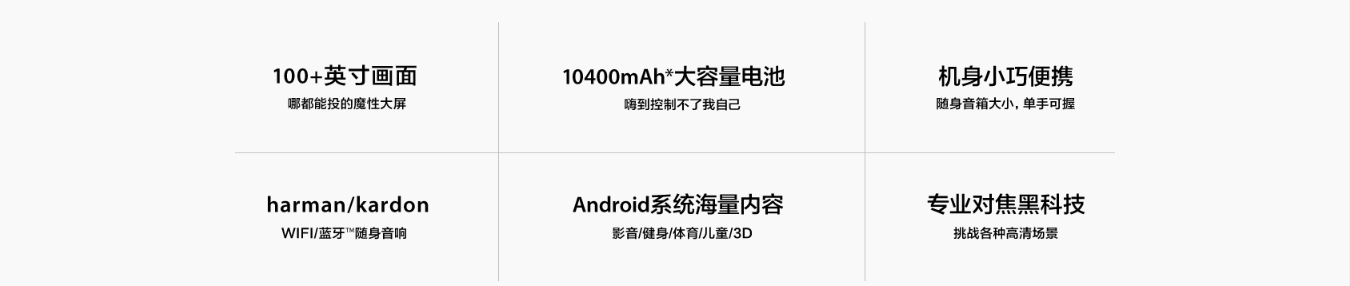 100+英寸画面
哪都能投的魔性大屏
10400mAh*大容量电池
嗨到控制不了我自己
机身小巧便携
随身音箱大小，单手可握
harman/kardon
WIFI/蓝牙™随身音响
Android系统海量内容
影音/健身/体育/儿童/3D
专业对焦黑科技
挑战各种高清场景